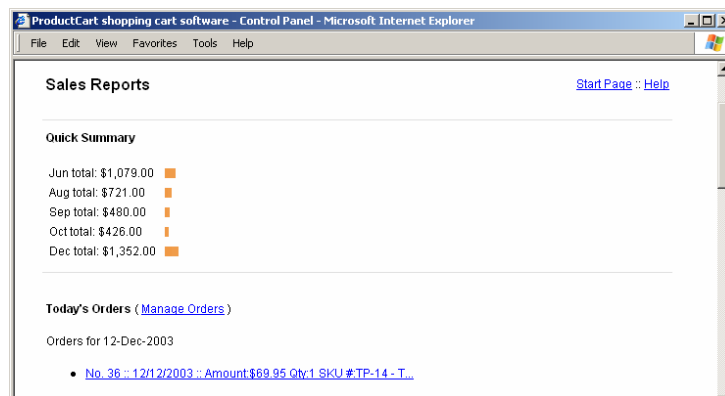 ProductCart shopping cart software - Control Panel - Microsoft Internet Explorer
File Edit View Favorites Tools Help
Sales Reports Start Page :: Help
Quick Summary
Jun total: $1,079.00
Aug total: $721.00
Sep total: $480.00
Oct total: $426.00
Dec total: $1,352.00
Today's Orders ( Manage Orders )
Orders for 12-Dec-2003
• No. 36 :: 12/12/2003 :: Amount:$69.95 Qty:1 SKU #:TP-14 - T...